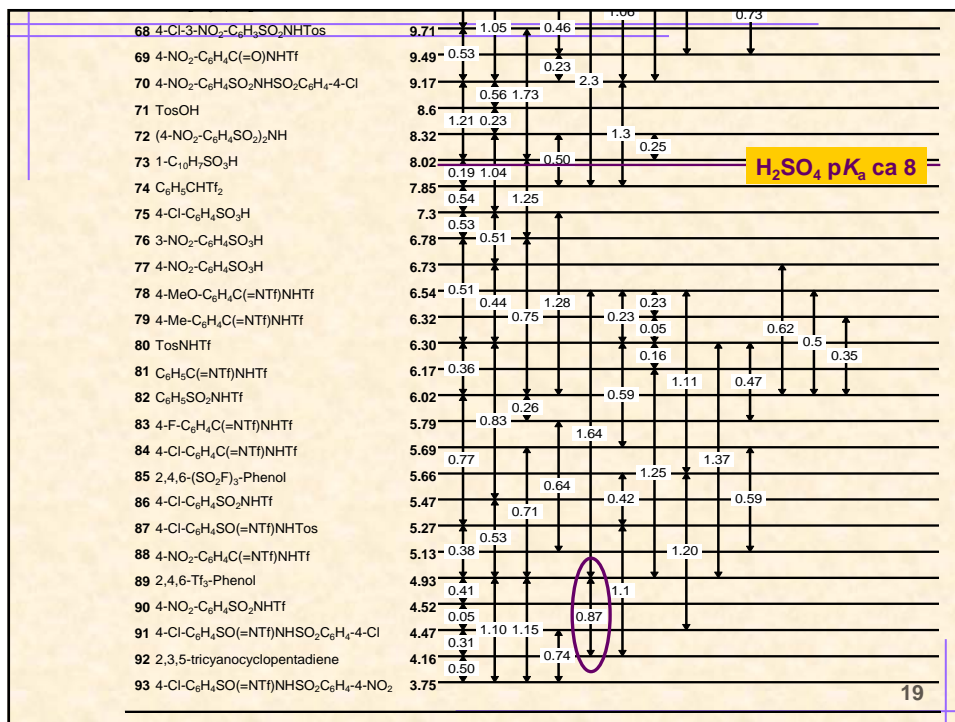 0.73
68 4-Cl-3-NO₂-C₆H₃SO₂NHTos 9.71 1.05 0.46
69 4-NO₂-C₆H₄C(=O)NHTf 9.49 0.53
0.23
70 4-NO₂-C₆H₄SO₂NHSO₂C₆H₄-4-Cl 9.17 2.3
0.56 1.73
71 TosOH 8.6
1.21 0.23
72 (4-NO₂-C₆H₄SO₂)₂NH 8.32 1.3
0.25
73 1-C₁₀H₇SO₃H 8.02 0.50
H₂SO₄ pKₐ ca 8
0.19 1.04
74 C₆H₅CHTf₂ 7.85
0.54 1.25
75 4-Cl-C₆H₄SO₃H 7.3
0.53
76 3-NO₂-C₆H₄SO₃H 6.78 0.51
77 4-NO₂-C₆H₄SO₃H 6.73
78 4-MeO-C₆H₄C(=NTf)NHTf 6.54 0.51
0.44 1.28 0.23
79 4-Me-C₆H₄C(=NTf)NHTf 6.32 0.75 0.23
0.05 0.62 0.5
80 TosNHTf 6.30
0.16 0.35
81 C₆H₅C(=NTf)NHTf 6.17 0.36
1.11 0.47
82 C₆H₅SO₂NHTf 6.02 0.59
0.26
83 4-F-C₆H₄C(=NTf)NHTf 5.79 0.83
1.64
84 4-Cl-C₆H₄C(=NTf)NHTf 5.69 0.77
1.37
85 2,4,6-(SO₂F)₃-Phenol 5.66 1.25
0.64
86 4-Cl-C₆H₄SO₂NHTf 5.47 0.42 0.59
0.71
87 4-Cl-C₆H₄SO(=NTf)NHTos 5.27
0.53
88 4-NO₂-C₆H₄C(=NTf)NHTf 5.13 0.38 1.20
89 2,4,6-Tf₃-Phenol 4.93
0.41 1.1
90 4-NO₂-C₆H₄SO₂NHTf 4.52
0.05 0.87
91 4-Cl-C₆H₄SO(=NTf)NHSO₂C₆H₄-4-Cl 4.47 1.10 1.15
0.31
92 2,3,5-tricyanocyclopentadiene 4.16 0.74
0.50
93 4-Cl-C₆H₄SO(=NTf)NHSO₂C₆H₄-4-NO₂ 3.75
19